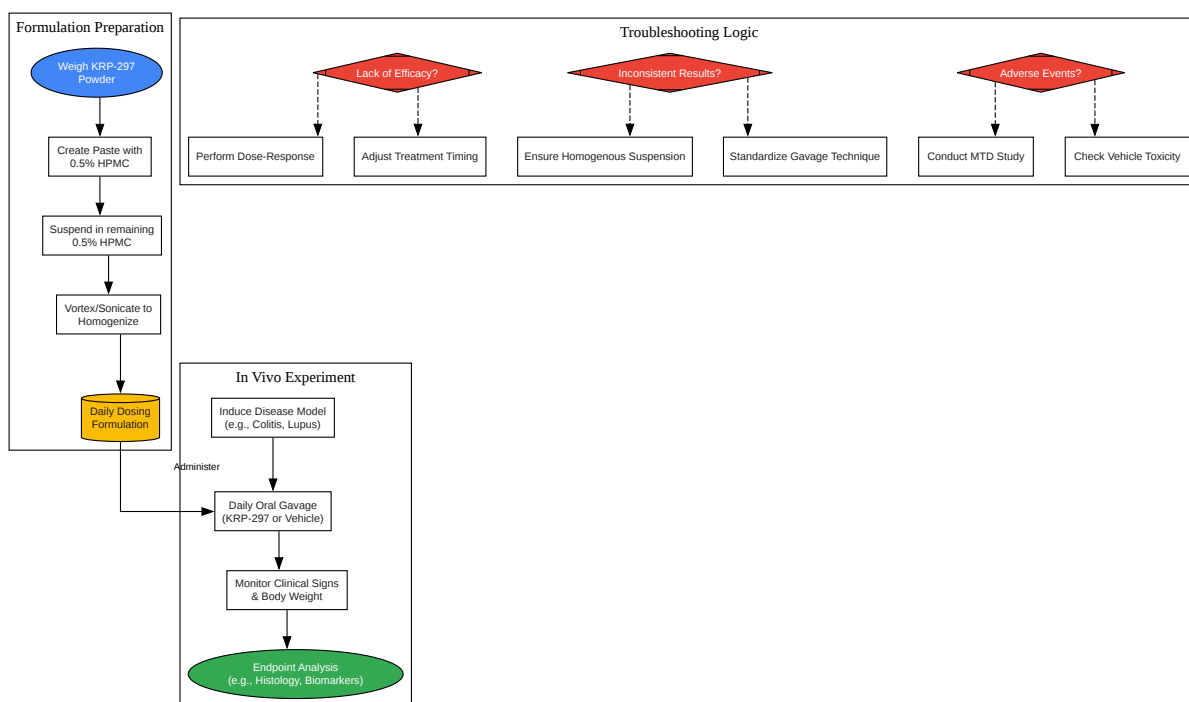 Formulation Preparation
Weigh KRP-297
Powder
Create Paste with
0.5% HPMC
Suspend in remaining
0.5% HPMC
Vortex/Sonicate to
Homogenize
Daily Dosing
Formulation
Troubleshooting Logic
Lack of Efficacy?
Inconsistent Results?
Adverse Events?
Perform Dose-Response
Adjust Treatment Timing
Ensure Homogenous Suspension
Standardize Gavage Technique
Conduct MTD Study
Check Vehicle Toxicity
In Vivo Experiment
Induce Disease Model
(e.g., Colitis, Lupus)
Administer
Daily Oral Gavage
(KRP-297 or Vehicle)
Monitor Clinical Signs
& Body Weight
Endpoint Analysis
(e.g., Histology, Biomarkers)